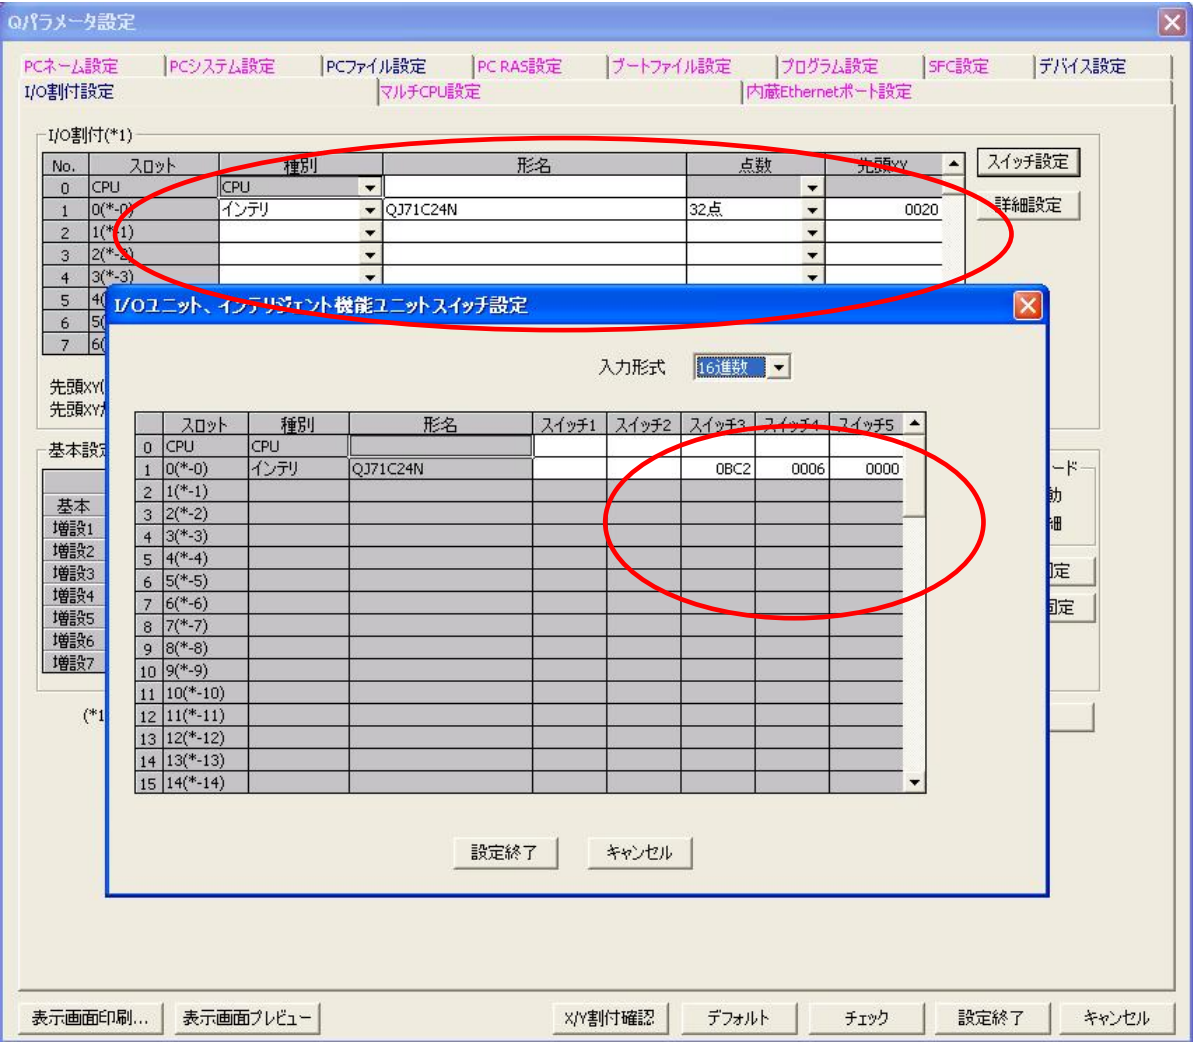 Qパラメータ設定
PCネーム設定 PCシステム設定 PCファイル設定 PC RAS設定 ブートファイル設定 プログラム設定 SFC設定 デバイス設定
I/O割付設定 マルチCPU設定 内蔵Ethernetポート設定
I/O割付(*1)
No. スロット 種別 形名 点数 先頭XY スイッチ設定
0 CPU CPU
1 0(*-0) インテリ QJ71C24N 32点 0020 詳細設定
2 1(*-1)
3 2(*-2)
4 3(*-3)
5 4(
6 5(
7 6(
先頭XY(
先頭XYが
I/Oユニット、インテリジェント機能ユニットスイッチ設定
入力形式 16進数
スロット 種別 形名 スイッチ1 スイッチ2 スイッチ3 スイッチ4 スイッチ5
0 CPU CPU
1 0(*-0) インテリ QJ71C24N 0BC2 0006 0000
2 1(*-1)
3 2(*-2)
4 3(*-3)
5 4(*-4)
6 5(*-5)
7 6(*-6)
8 7(*-7)
9 8(*-8)
10 9(*-9)
11 10(*-10)
12 11(*-11)
13 12(*-12)
14 13(*-13)
15 14(*-14)
設定終了 キャンセル
基本設定
基本
増設1
増設2
増設3
増設4
増設5
増設6
増設7
(*1
ード
動
細
固定
固定
表示画面印刷... 表示画面プレビュー X/Y割付確認 デフォルト チェック 設定終了 キャンセル